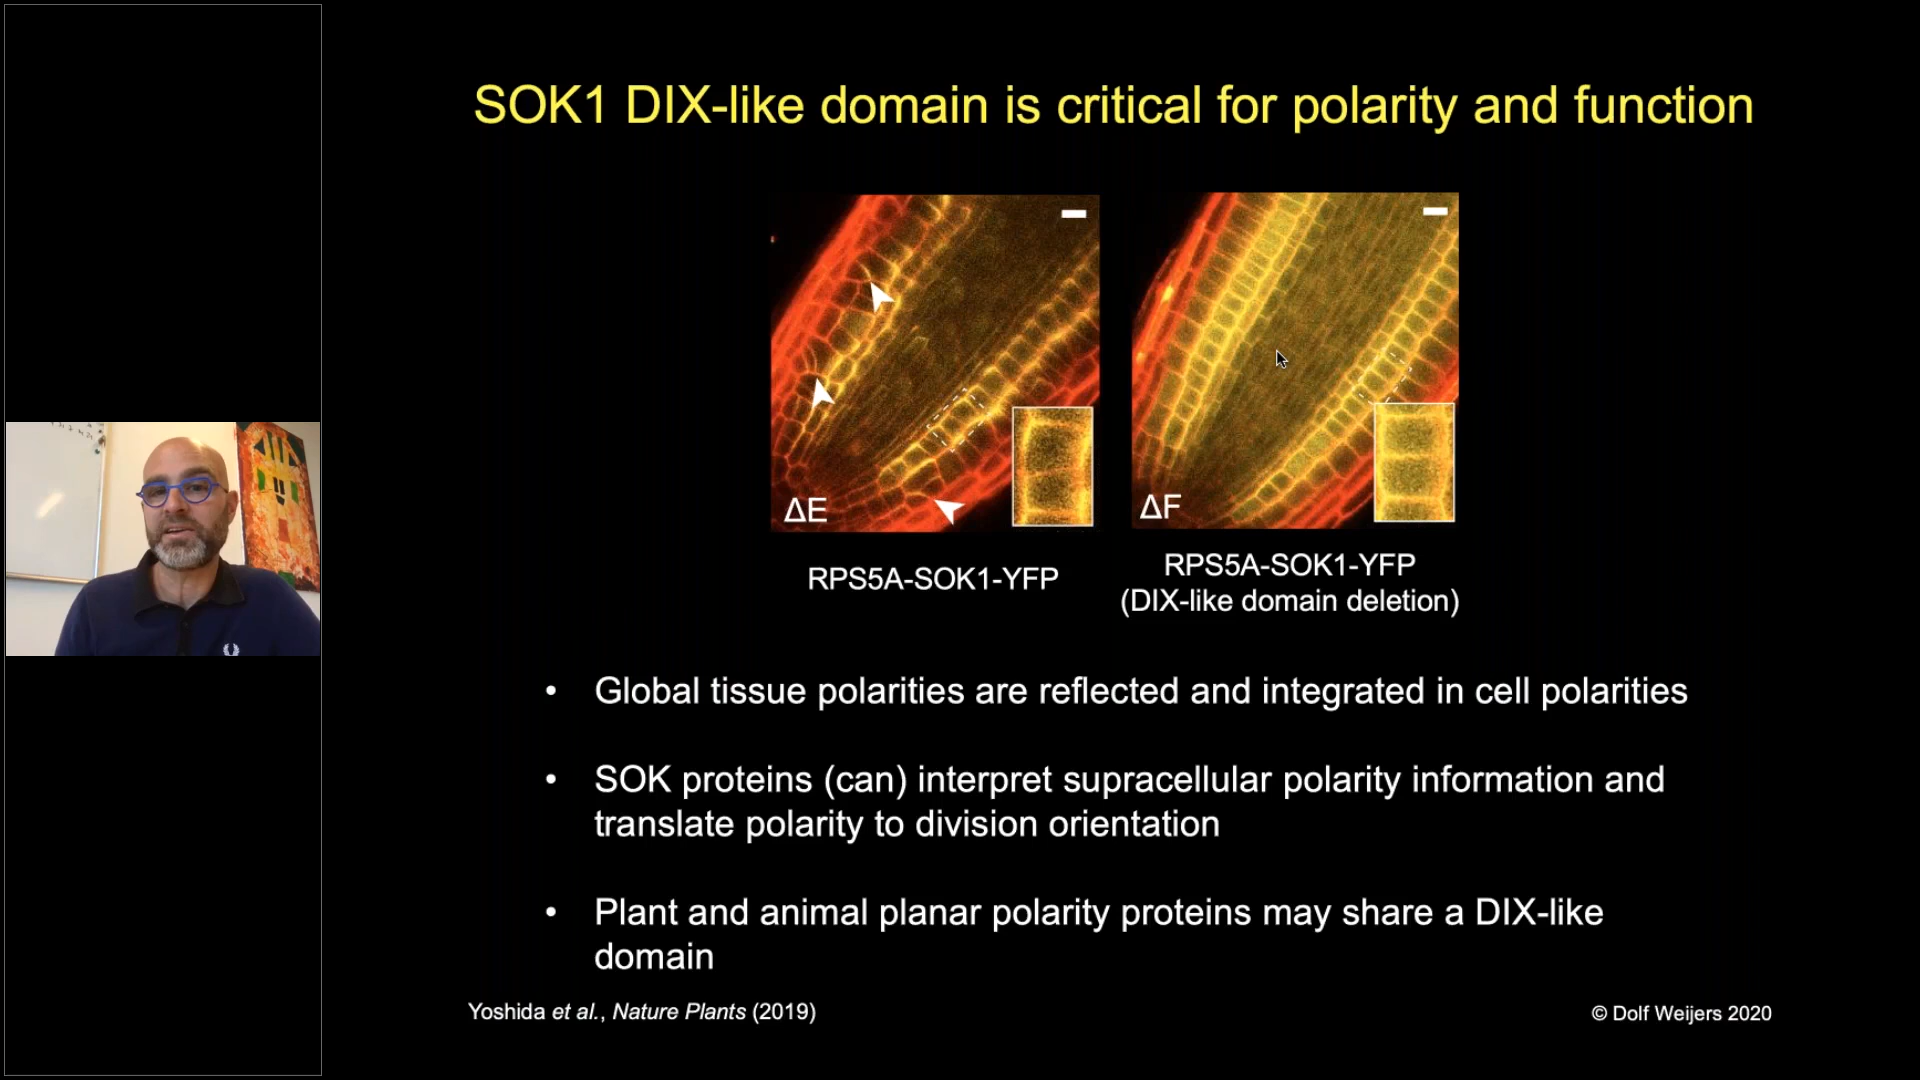 SOK1 DIX-like domain is critical for polarity and function
ΔE
ΔF
RPS5A-SOK1-YFP
RPS5A-SOK1-YFP
(DIX-like domain deletion)
• Global tissue polarities are reflected and integrated in cell polarities
• SOK proteins (can) interpret supracellular polarity information and
translate polarity to division orientation
• Plant and animal planar polarity proteins may share a DIX-like
domain
Yoshida et al., Nature Plants (2019)
© Dolf Weijers 2020